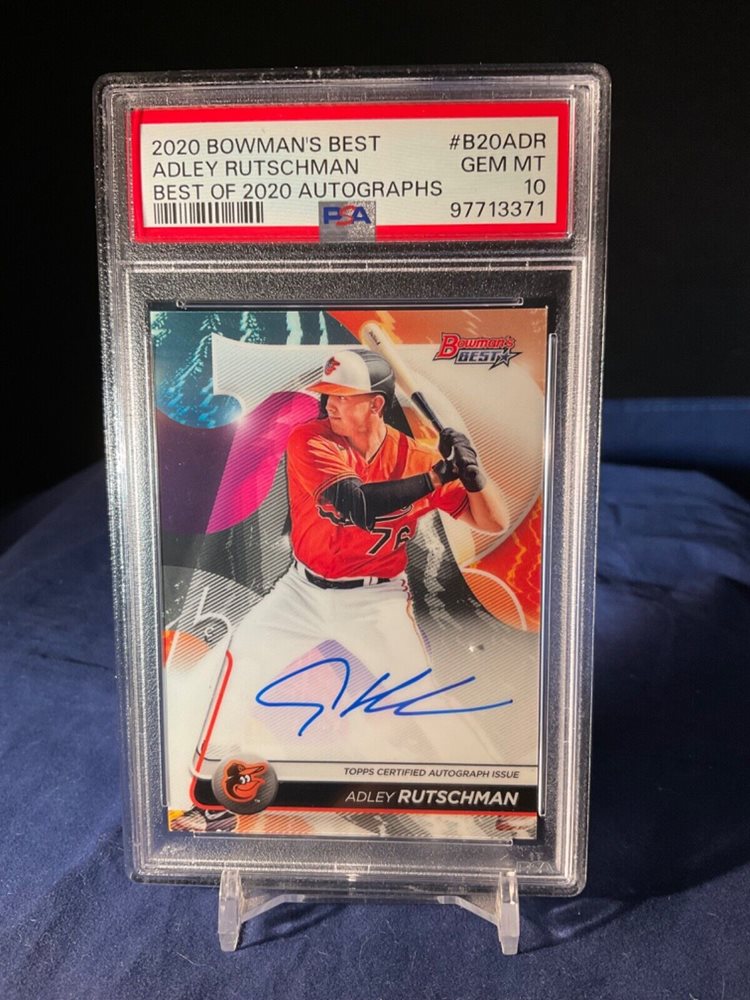 2020 BOWMAN'S BEST #B20ADR
ADLEY RUTSCHMAN GEM MT
BEST OF 2020 AUTOGRAPHS 10
PSA 97713371
Bowman's
BEST
76
TOPPS CERTIFIED AUTOGRAPH ISSUE
ADLEY RUTSCHMAN